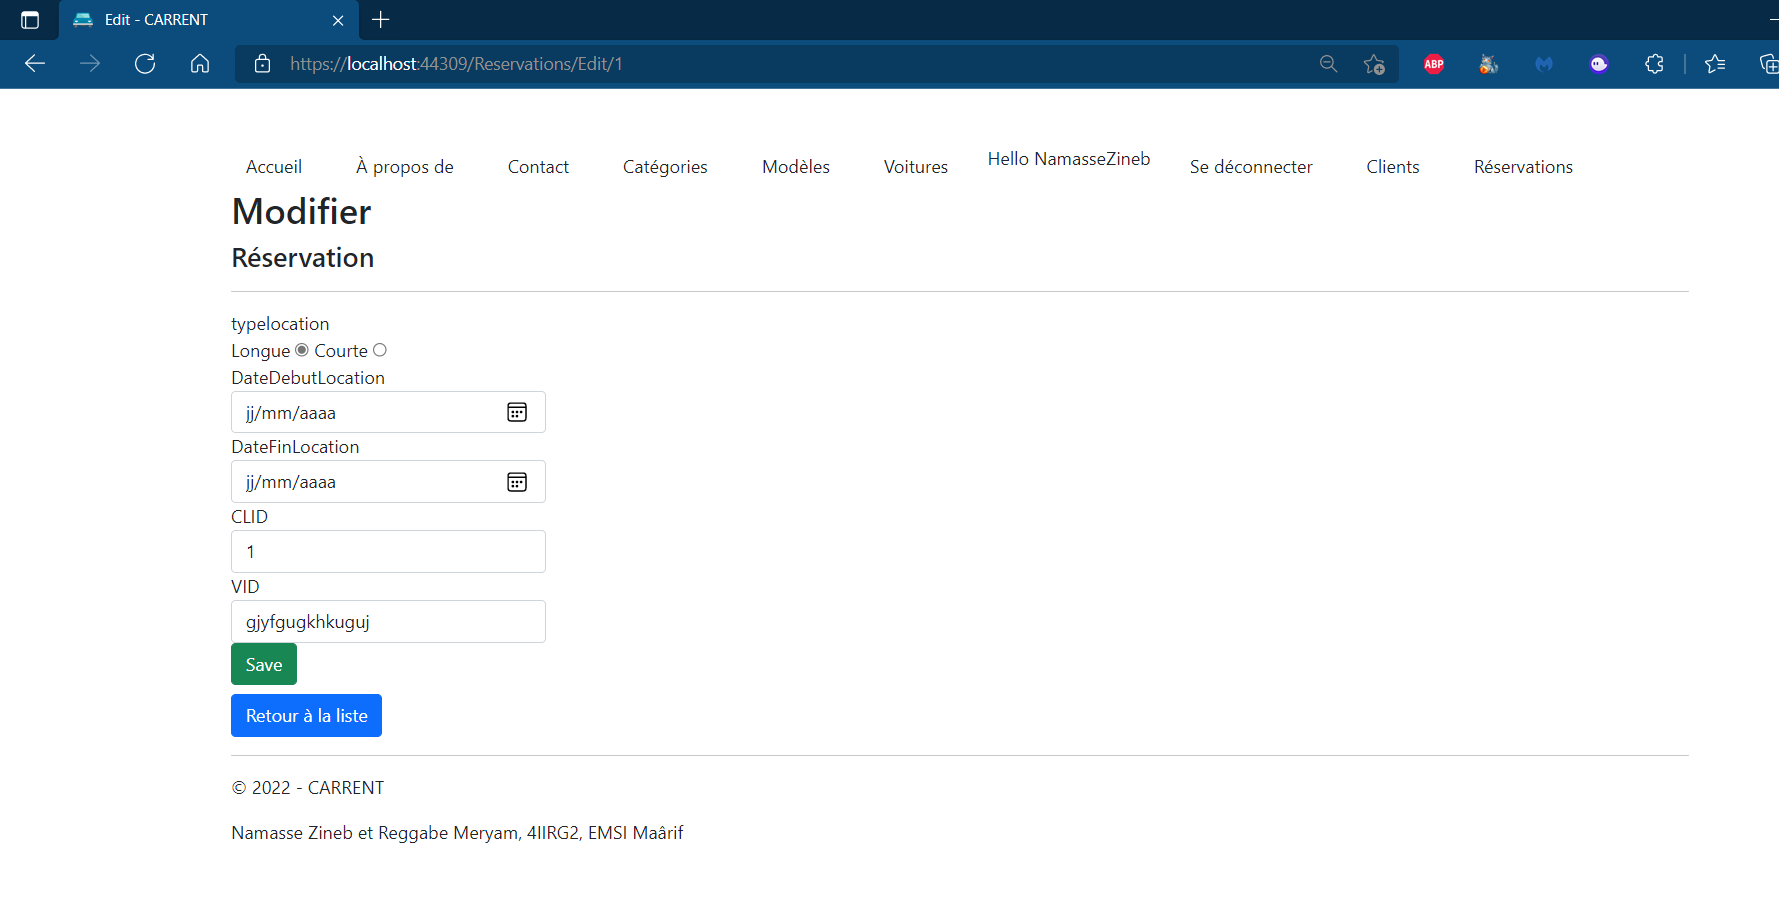 Edit - CARRENT
https://localhost:44309/Reservations/Edit/1
ABP
Accueil À propos de Contact Catégories Modèles Voitures Hello NamasseZineb Se déconnecter Clients Réservations
Modifier
Réservation
typelocation
Longue Courte
DateDebutLocation
jj/mm/aaaa
DateFinLocation
jj/mm/aaaa
CLID
1
VID
gjyfgugkhkuguj
Save
Retour à la liste
© 2022 - CARRENT
Namasse Zineb et Reggabe Meryam, 4IIRG2, EMSI Maârif